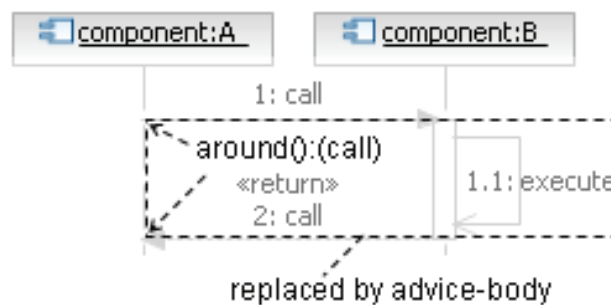 component:A
component:B
1: call
around():(call)
«return»
1.1: execute
2: call
replaced by advice-body